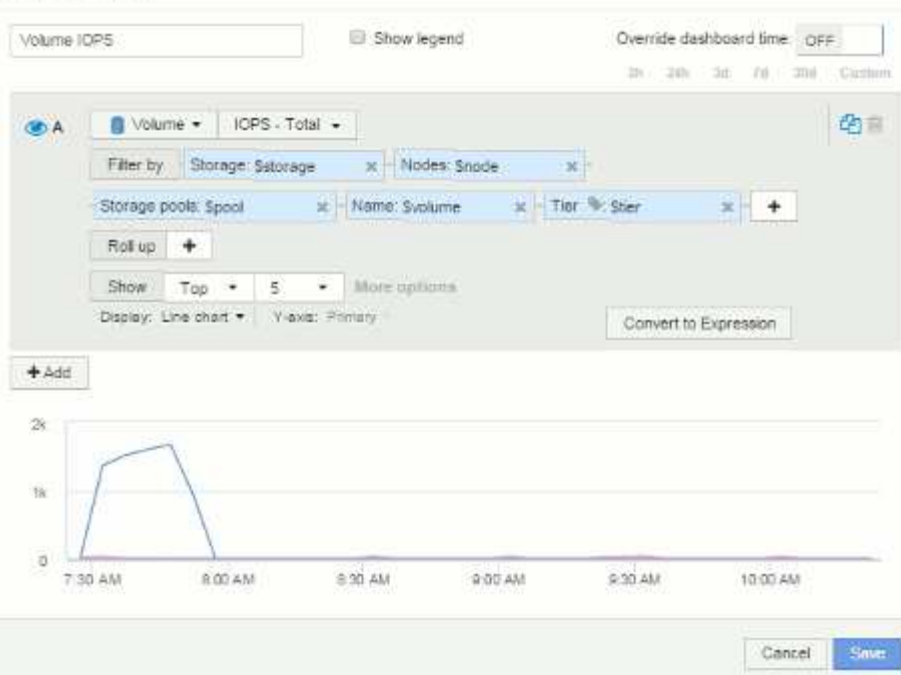 Volume IOPS
Show legend
Override dashboard time: OFF
3h 24h 3d 7d 30d Custom
A Volume IOPS - Total
Filter by Storage: $storage × Nodes: $node ×
Storage pools: $pool × Name: $volume × Tier $tier × +
Roll up +
Show Top 5 More options
Display: Line chart Y-axis: Primary
Convert to Expression
+ Add
2k
1k
0
7:30 AM 8:00 AM 8:30 AM 9:00 AM 9:30 AM 10:00 AM
Cancel Save